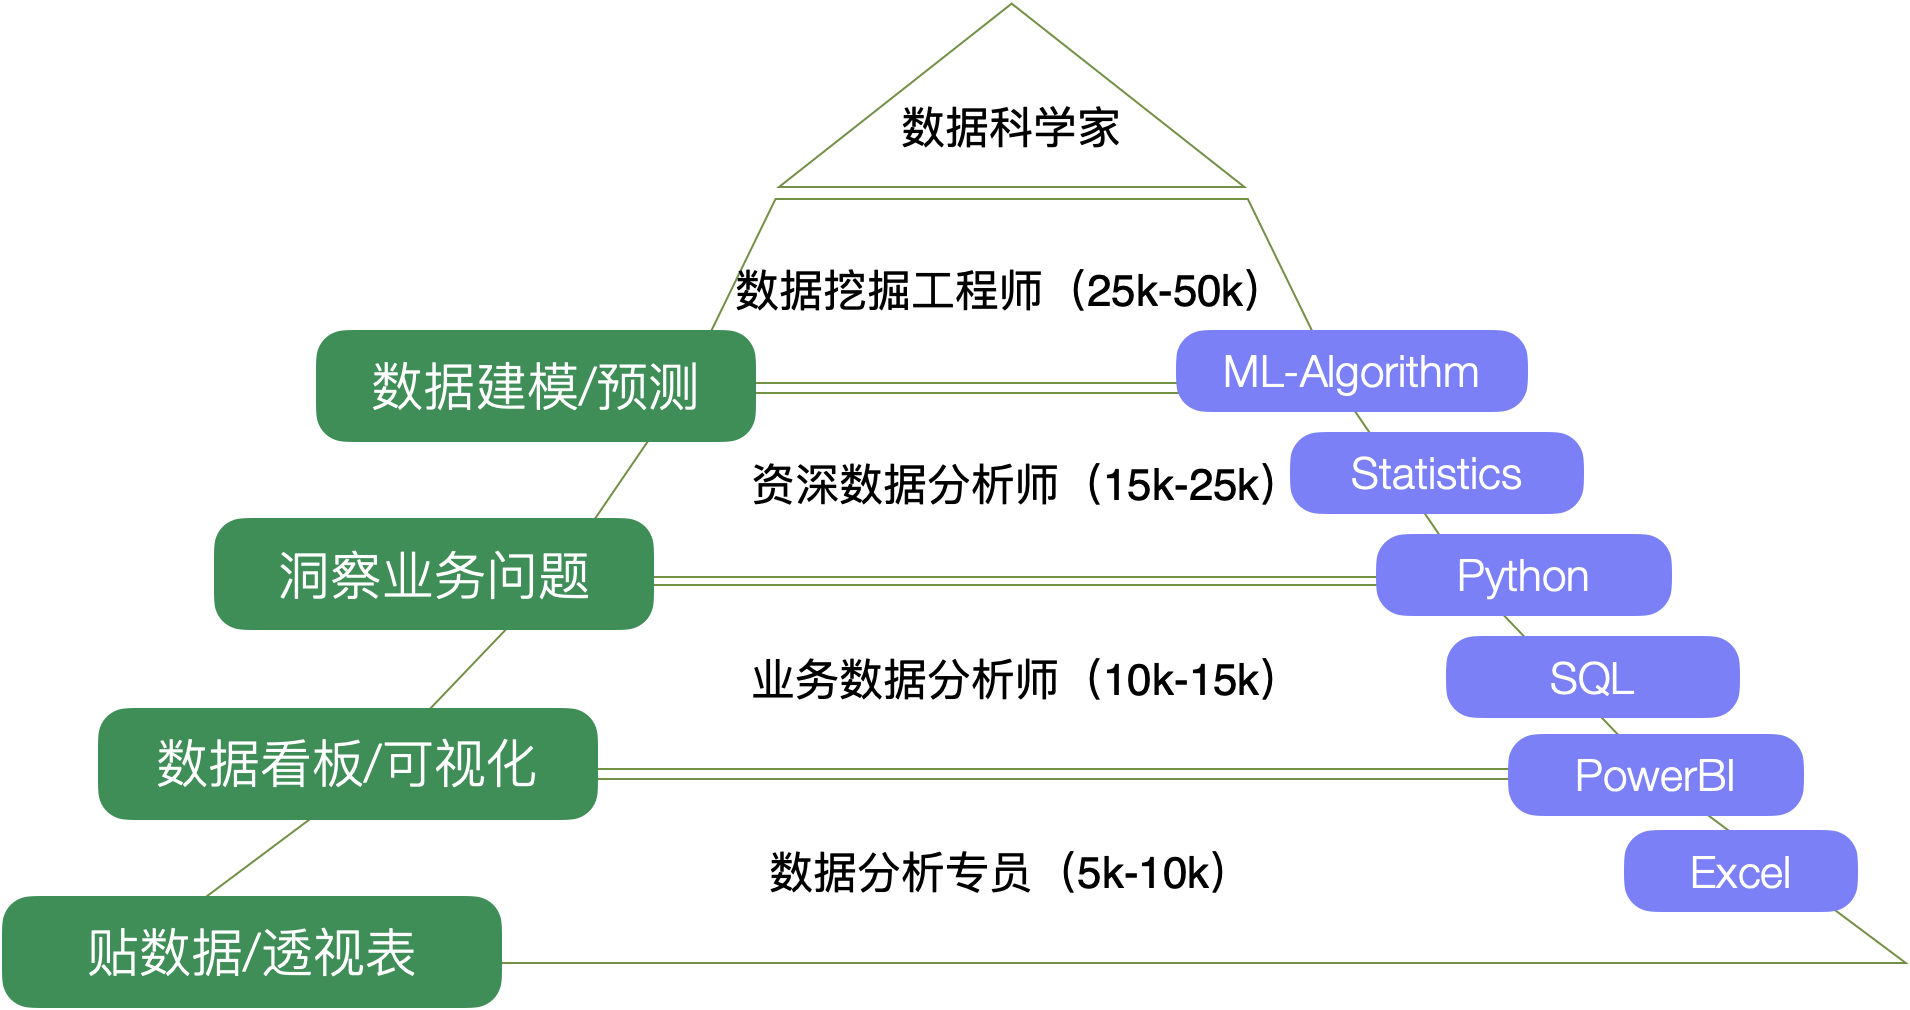 数据科学家
数据挖掘工程师（25k-50k）
数据建模/预测
ML-Algorithm
资深数据分析师（15k-25k）
Statistics
洞察业务问题
Python
业务数据分析师（10k-15k）
SQL
数据看板/可视化
PowerBI
数据分析专员（5k-10k）
Excel
贴数据/透视表